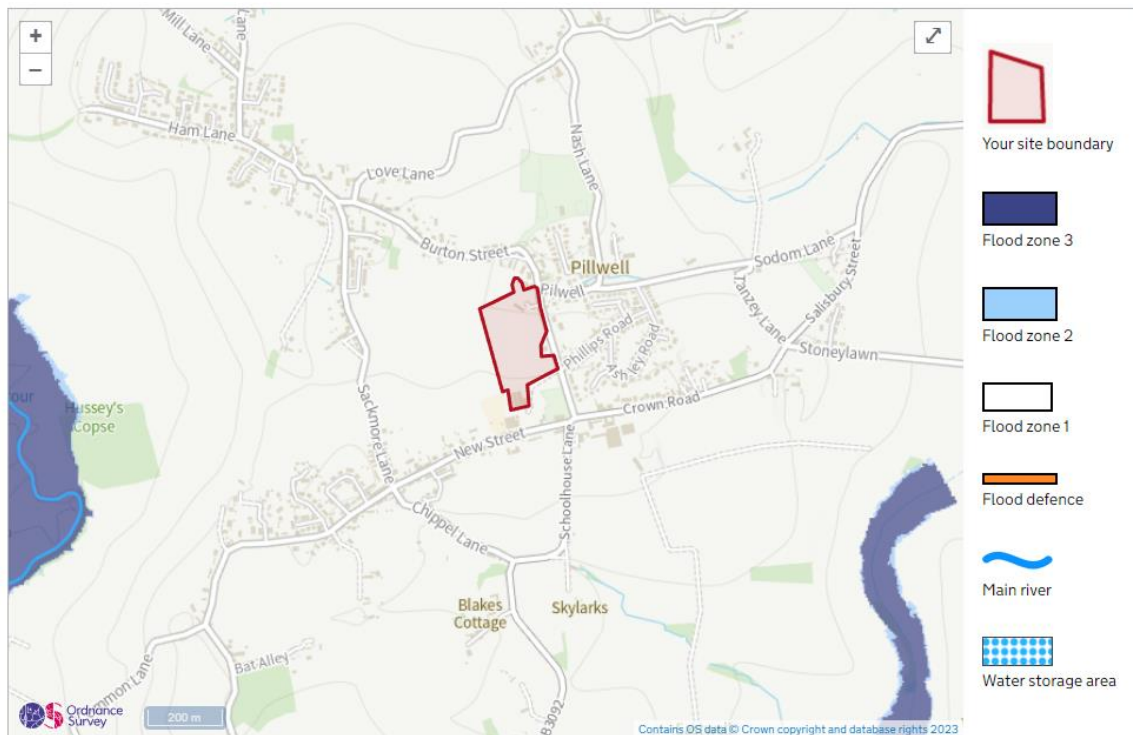 +
−
Mill Lane
Lane
Ham Lane
Love Lane
Nash Lane
Burton Street
Pillwell
Pilwell
Sodom Lane
Tanzey Lane
Salisbury Street
Stoneylawn
Phillips Road
Ashley Road
Hussey's
Copse
Sackmore Lane
New Street
Crown Road
Schoolhouse Lane
Chippel Lane
Blakes
Cottage
Skylarks
Bat Alley
B3092
Ordnance
Survey
200 m
Contains OS data © Crown copyright and database rights 2023
Your site boundary
Flood zone 3
Flood zone 2
Flood zone 1
Flood defence
Main river
Water storage area